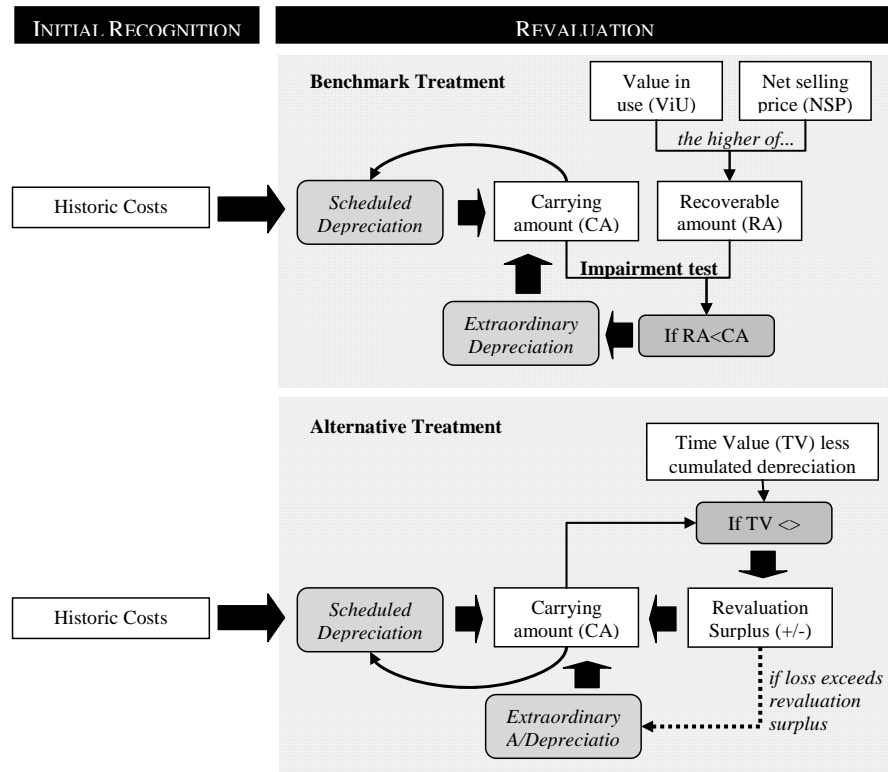 INITIAL RECOGNITION
REVALUATION
Benchmark Treatment
Value in
use (ViU)
Net selling
price (NSP)
the higher of...
Historic Costs
Scheduled
Depreciation
Carrying
amount (CA)
Recoverable
amount (RA)
Impairment test
Extraordinary
Depreciation
If RA<CA
Alternative Treatment
Time Value (TV) less
cumulated depreciation
If TV <>
Historic Costs
Scheduled
Depreciation
Carrying
amount (CA)
Revaluation
Surplus (+/-)
if loss exceeds
revaluation
surplus
Extraordinary
A/Depreciatio